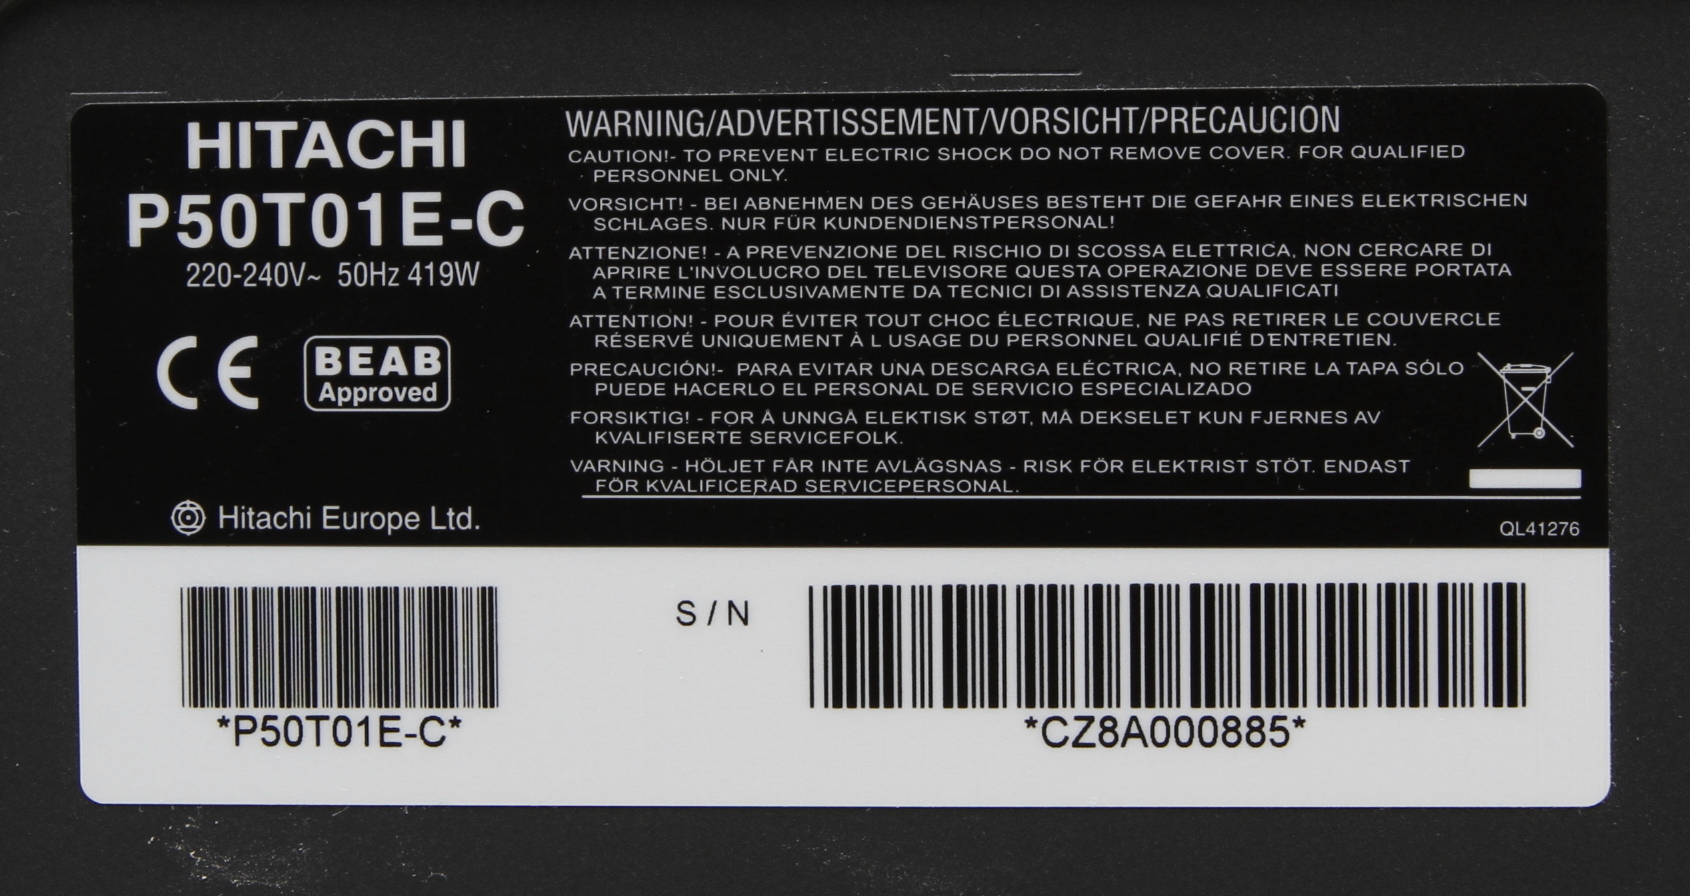 HITACHI
P50T01E-C
220-240V~ 50Hz 419W
CE
BEAB
Approved
Hitachi Europe Ltd.
WARNING/ADVERTISSEMENT/VORSICHT/PRECAUCION
CAUTION!- TO PREVENT ELECTRIC SHOCK DO NOT REMOVE COVER. FOR QUALIFIED
PERSONNEL ONLY.
VORSICHT! - BEI ABNEHMEN DES GEHÄUSES BESTEHT DIE GEFAHR EINES ELEKTRISCHEN
SCHLAGES. NUR FÜR KUNDENDIENSTPERSONAL!
ATTENZIONE! - A PREVENZIONE DEL RISCHIO DI SCOSSA ELETTRICA, NON CERCARE DI
APRIRE L'INVOLUCRO DEL TELEVISORE QUESTA OPERAZIONE DEVE ESSERE PORTATA
A TERMINE ESCLUSIVAMENTE DA TECNICI DI ASSISTENZA QUALIFICATI
ATTENTION! - POUR ÉVITER TOUT CHOC ÉLECTRIQUE, NE PAS RETIRER LE COUVERCLE
RÉSERVÉ UNIQUEMENT À L USAGE DU PERSONNEL QUALIFIÉ D'ENTRETIEN.
PRECAUCIÓN!- PARA EVITAR UNA DESCARGA ELÉCTRICA, NO RETIRE LA TAPA SÓLO
PUEDE HACERLO EL PERSONAL DE SERVICIO ESPECIALIZADO
FORSIKTIG! - FOR Å UNNGÅ ELEKTISK STØT, MÅ DEKSELET KUN FJERNES AV
KVALIFISERTE SERVICEFOLK.
VARNING - HÖLJET FÅR INTE AVLÄGSNAS - RISK FÖR ELEKTRIST STÖT. ENDAST
FÖR KVALIFICERAD SERVICEPERSONAL.
QL41276
*P50T01E-C*
S / N
*CZ8A000885*